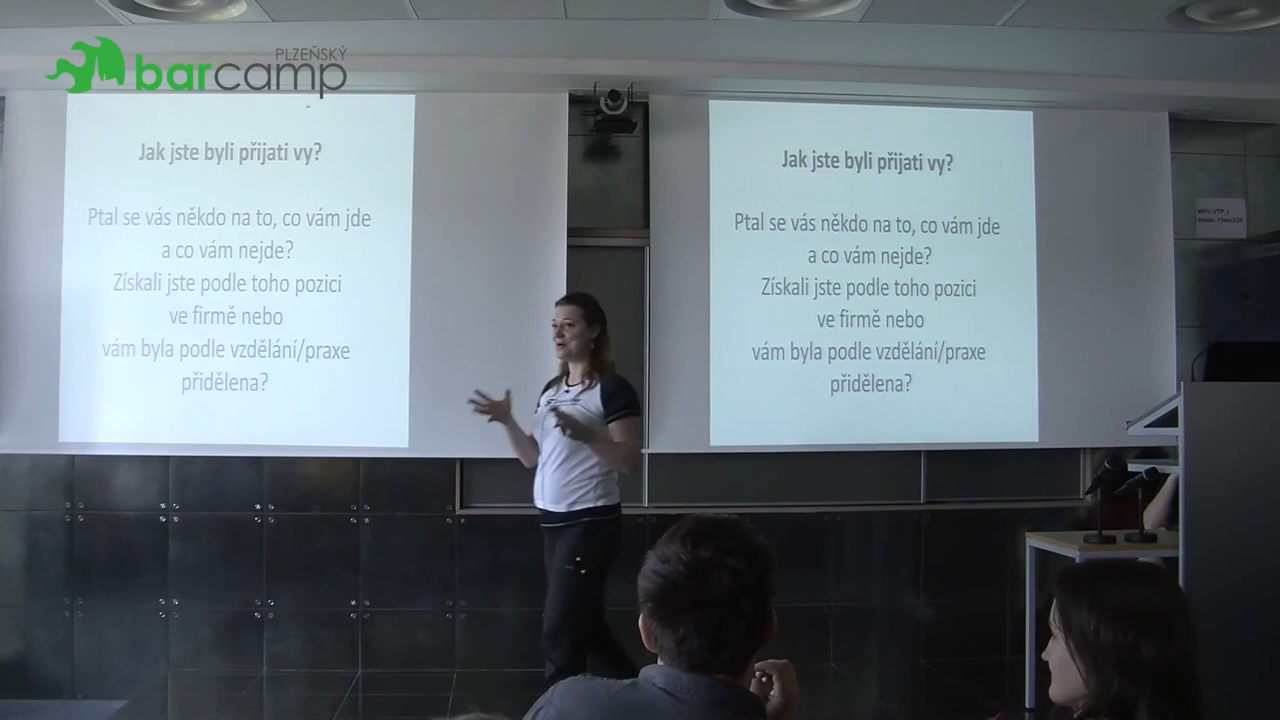 PLZEŇSKÝ
barcamp
Jak jste byli přijati vy?
Ptal se vás někdo na to, co vám jde
a co vám nejde?
Získali jste podle toho pozici
ve firmě nebo
vám byla podle vzdělání/praxe
přidělena?
Jak jste byli přijati vy?
Ptal se vás někdo na to, co vám jde
a co vám nejde?
Získali jste podle toho pozici
ve firmě nebo
vám byla podle vzdělání/praxe
přidělena?